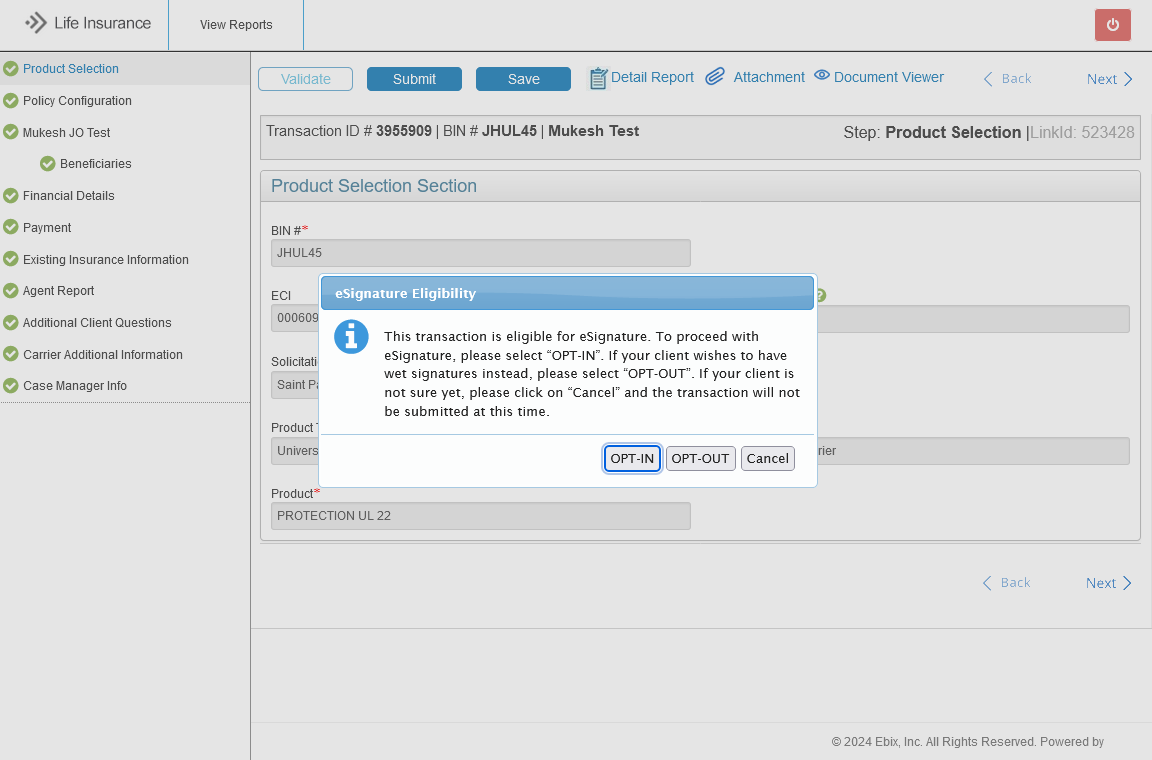 Life Insurance
View Reports
Product Selection
Policy Configuration
Mukesh JO Test
Beneficiaries
Financial Details
Payment
Existing Insurance Information
Agent Report
Additional Client Questions
Carrier Additional Information
Case Manager Info
Validate
Submit
Save
Detail Report
Attachment
Document Viewer
Back
Next
Transaction ID # 3955909 | BIN # JHUL45 | Mukesh Test
Step: Product Selection |LinkId: 523428
Product Selection Section
BIN #*
JHUL45
ECI
000609
Product
PROTECTION UL 22
eSignature Eligibility
This transaction is eligible for eSignature. To proceed with
eSignature, please select “OPT-IN”. If your client wishes to have
wet signatures instead, please select “OPT-OUT”. If your client is
not sure yet, please click on “Cancel” and the transaction will not
be submitted at this time.
OPT-IN
OPT-OUT
Cancel
Product*
PROTECTION UL 22
Back
Next
© 2024 Ebix, Inc. All Rights Reserved. Powered by